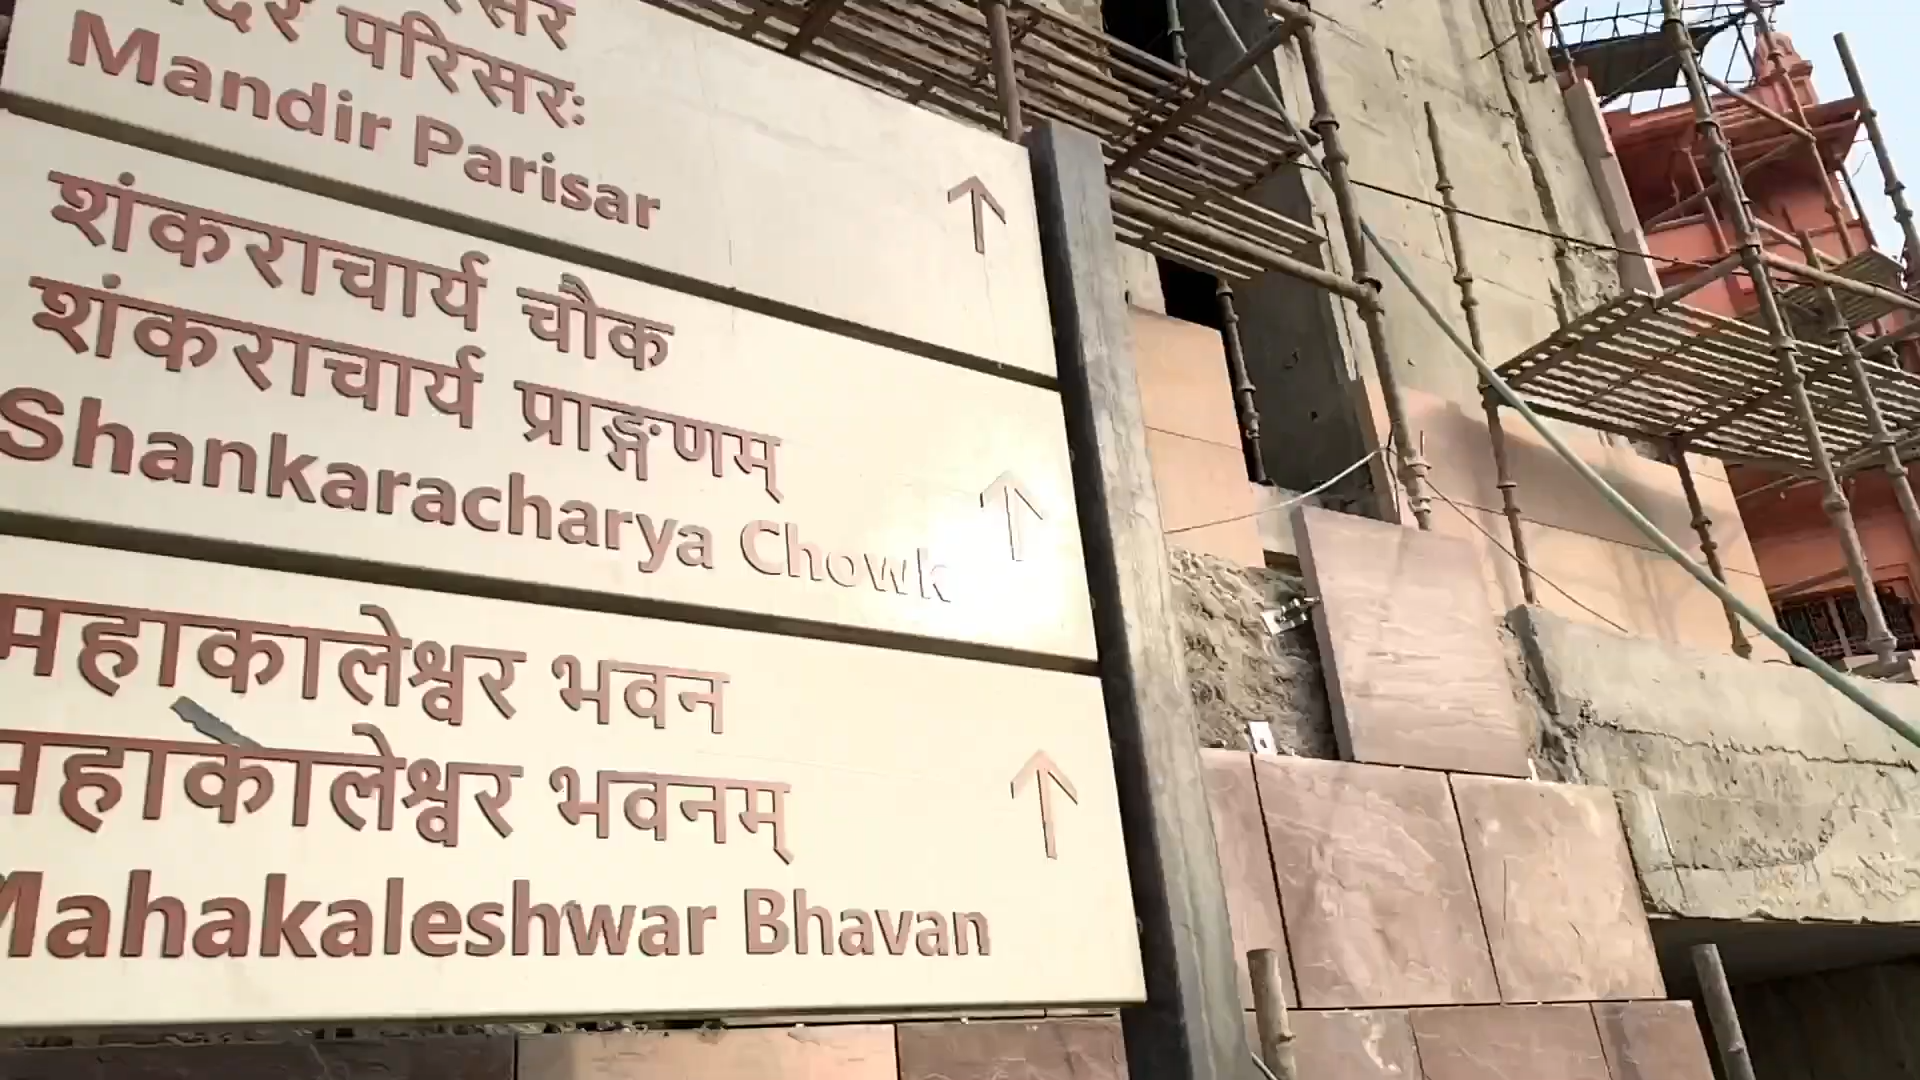 परिसरः
Mandir Parisar
शंकराचार्य चौक
शंकराचार्य प्राङ्गणम्
Shankaracharya Chowk
महाकालेश्वर भवन
महाकालेश्वर भवनम्
Mahakaleshwar Bhavan